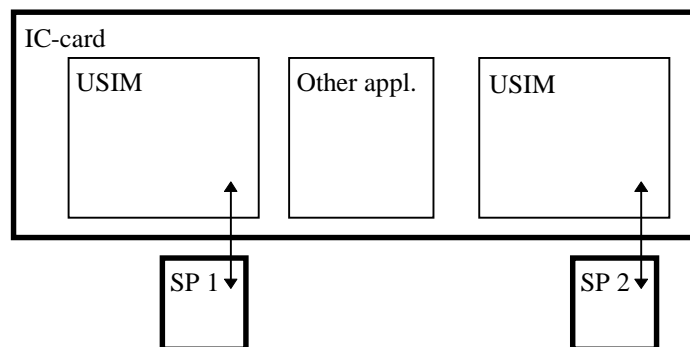 IC-card
USIM
Other appl.
USIM
SP 1
SP 2